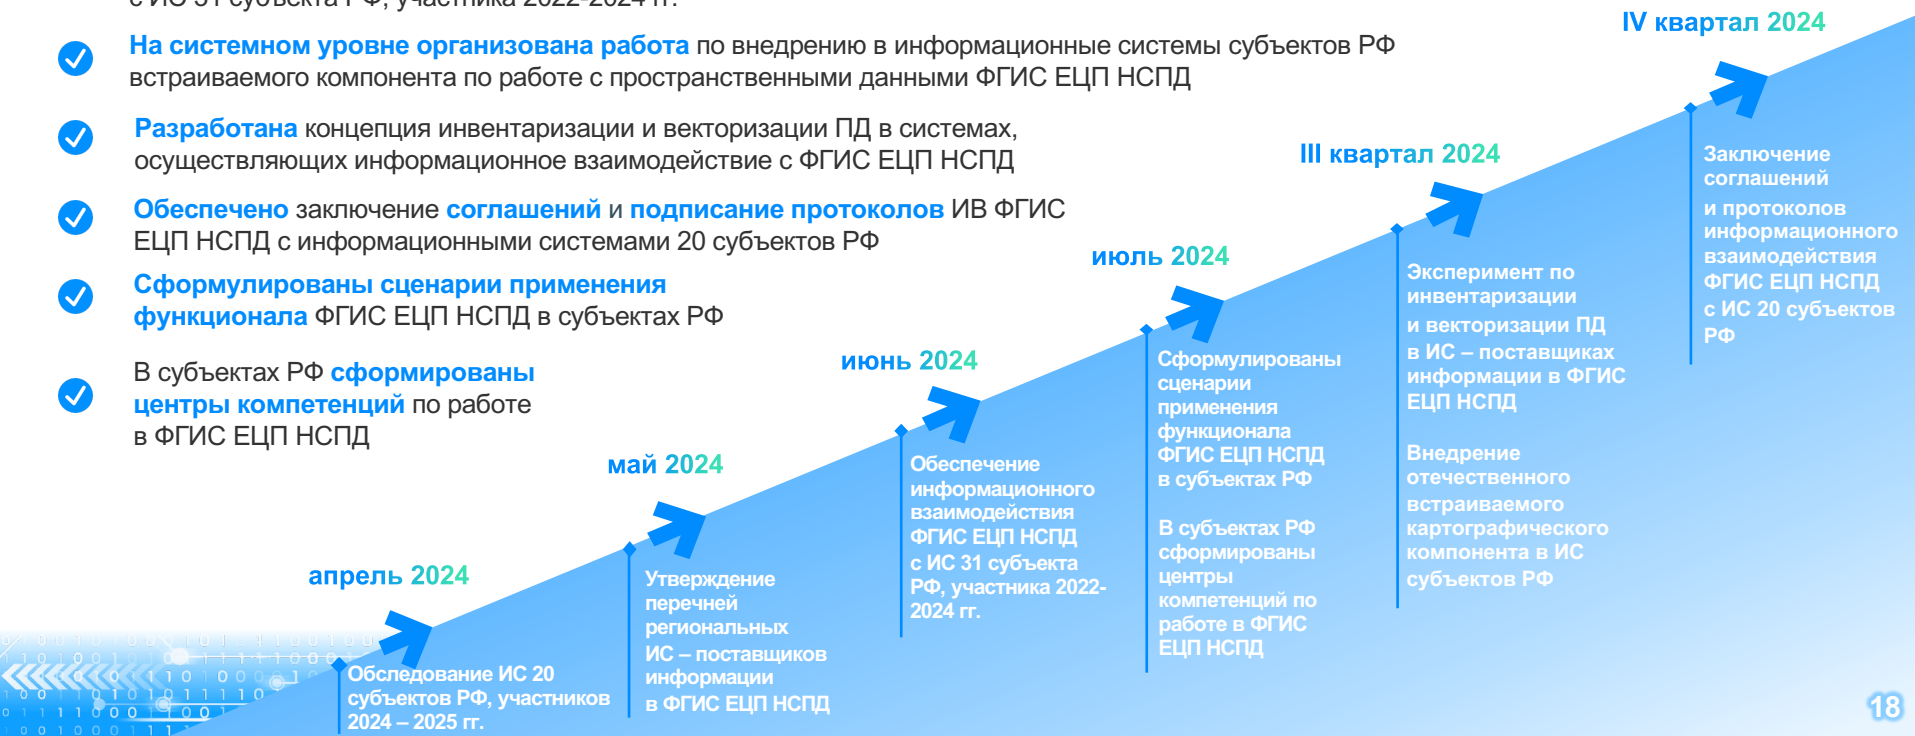 с ИС 31 субъекта РФ, участника 2022-2024 гг.
На системном уровне организована работа по внедрению в информационные системы субъектов РФ
встраиваемого компонента по работе с пространственными данными ФГИС ЕЦП НСПД
Разработана концепция инвентаризации и векторизации ПД в системах,
осуществляющих информационное взаимодействие с ФГИС ЕЦП НСПД
Обеспечено заключение соглашений и подписание протоколов ИВ ФГИС
ЕЦП НСПД с информационными системами 20 субъектов РФ
Сформулированы сценарии применения
функционала ФГИС ЕЦП НСПД в субъектах РФ
В субъектах РФ сформированы
центры компетенций по работе
в ФГИС ЕЦП НСПД
апрель 2024
Обследование ИС 20
субъектов РФ, участников
2024 – 2025 гг.
май 2024
Утверждение
перечней
региональных
ИС – поставщиков
информации
в ФГИС ЕЦП НСПД
июнь 2024
Обеспечение
информационного
взаимодействия
ФГИС ЕЦП НСПД
с ИС 31 субъекта
РФ, участника 2022-
2024 гг.
июль 2024
Сформулированы
сценарии
применения
функционала
ФГИС ЕЦП НСПД
в субъектах РФ
В субъектах РФ
сформированы
центры
компетенций по
работе в ФГИС
ЕЦП НСПД
III квартал 2024
Эксперимент по
инвентаризации
и векторизации ПД
в ИС – поставщиках
информации в ФГИС
ЕЦП НСПД
Внедрение
отечественного
встраиваемого
картографического
компонента в ИС
субъектов РФ
IV квартал 2024
Заключение
соглашений
и протоколов
информационного
взаимодействия
ФГИС ЕЦП НСПД
с ИС 20 субъектов
РФ
18